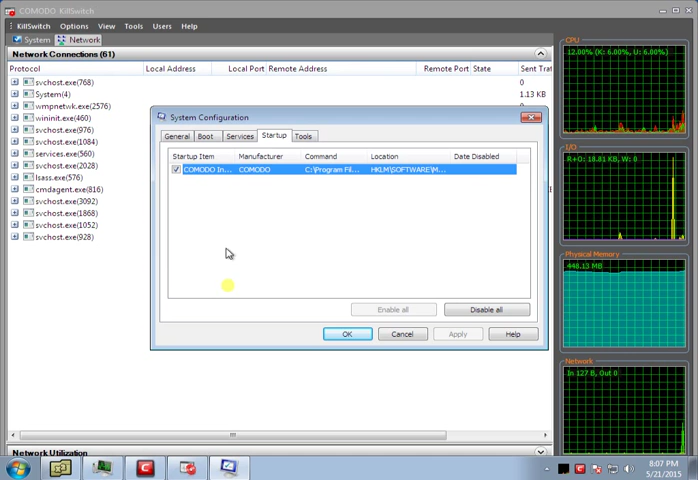 COMODO KillSwitch
KillSwitch Options View Tools Users Help
System Network
Network Connections (61)
Protocol Local Address Local Port Remote Address Remote Port State Sent Traf
svchost.exe(768) 0
System(4) 1.13 KB
wmpnetwk.exe(2576)
wininit.exe(460)
svchost.exe(976)
svchost.exe(1084)
services.exe(560)
svchost.exe(2028)
lsass.exe(576)
cmdagent.exe(816)
svchost.exe(3092)
svchost.exe(1868)
svchost.exe(1052)
svchost.exe(928)
System Configuration
General Boot Services Startup Tools
Startup Item Manufacturer Command Location Date Disabled
COMODO In... COMODO C:\Program Fil... HKLM\SOFTWARE\M...
Enable all Disable all
OK Cancel Apply Help
CPU
12.00% (K: 6.00%, U: 6.00%)
I/O
R+O: 18.81 KB, W: 0
Physical Memory
448.13 MB
Network
In 127 B, Out 0
Network Utilization
8:07 PM
5/21/2015